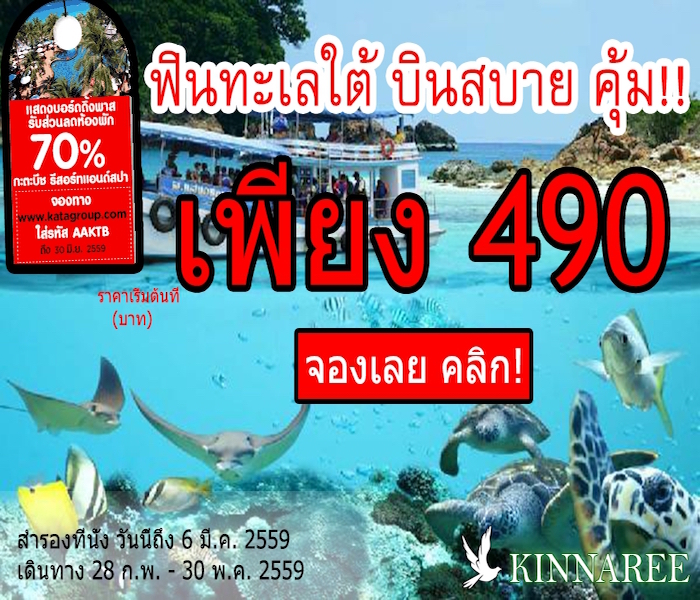 แสดงบอร์ดดิ้งพาส
รับส่วนลดห้องพัก
70%
กะตะบีช รีสอร์ทแอนด์สปา
จองทาง
www.katagroup.com
ใส่รหัส AAKTB
ถึง 30 มิ.ย. 2559
ฟินทะเลใต้ บินสบาย คุ้ม!!
เพียง 490
ราคาเริ่มต้นที่
(บาท)
จองเลย คลิก!
สำรองที่นั่ง วันนี้ถึง 6 มี.ค. 2559
เดินทาง 28 ก.พ. - 30 พ.ค. 2559
KINNAREE